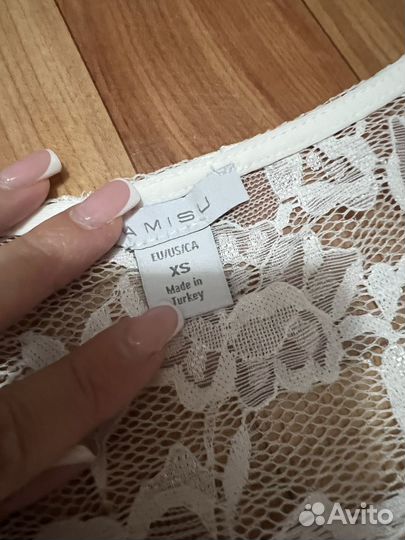 AMISU
EU/US/CA
XS
Made in
Turkey
Avito